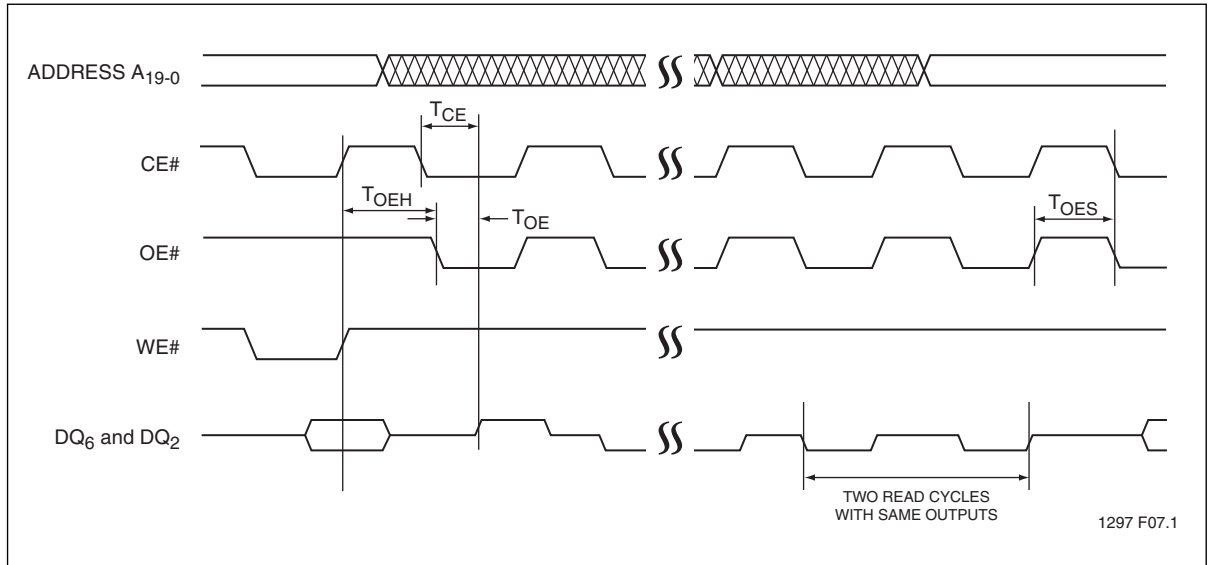 ADDRESS A19-0
TCE
CE#
TOEH
TOE
TOES
OE#
WE#
DQ6 and DQ2
TWO READ CYCLES
WITH SAME OUTPUTS
1297 F07.1